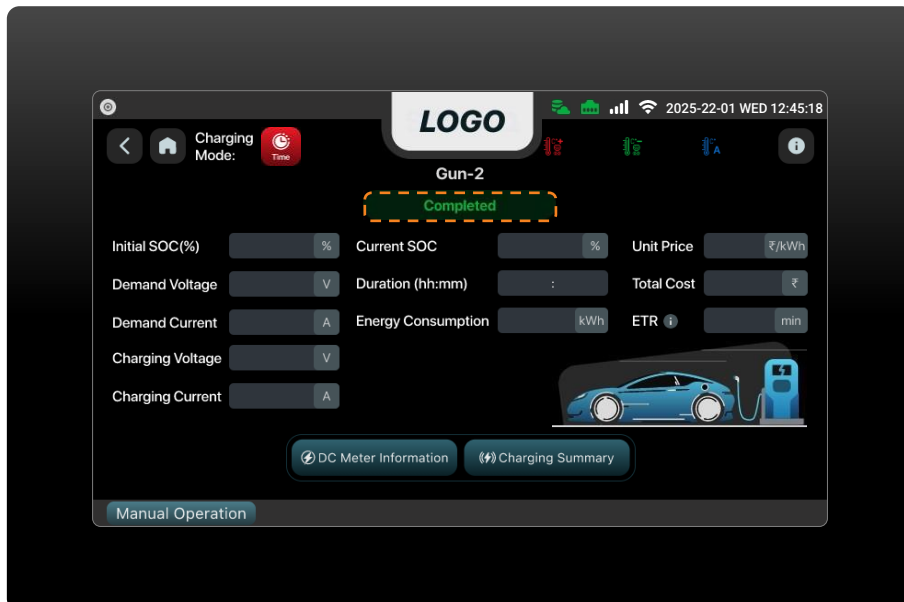 LOGO
2025-22-01 WED 12:45:18
Charging
Mode:
Time
A
Gun-2
Completed
Initial SOC(%) %
Current SOC %
Unit Price ₹/kWh
Demand Voltage V
Duration (hh:mm) :
Total Cost ₹
Demand Current A
Energy Consumption kWh
ETR i min
Charging Voltage V
Charging Current A
DC Meter Information
Charging Summary
Manual Operation